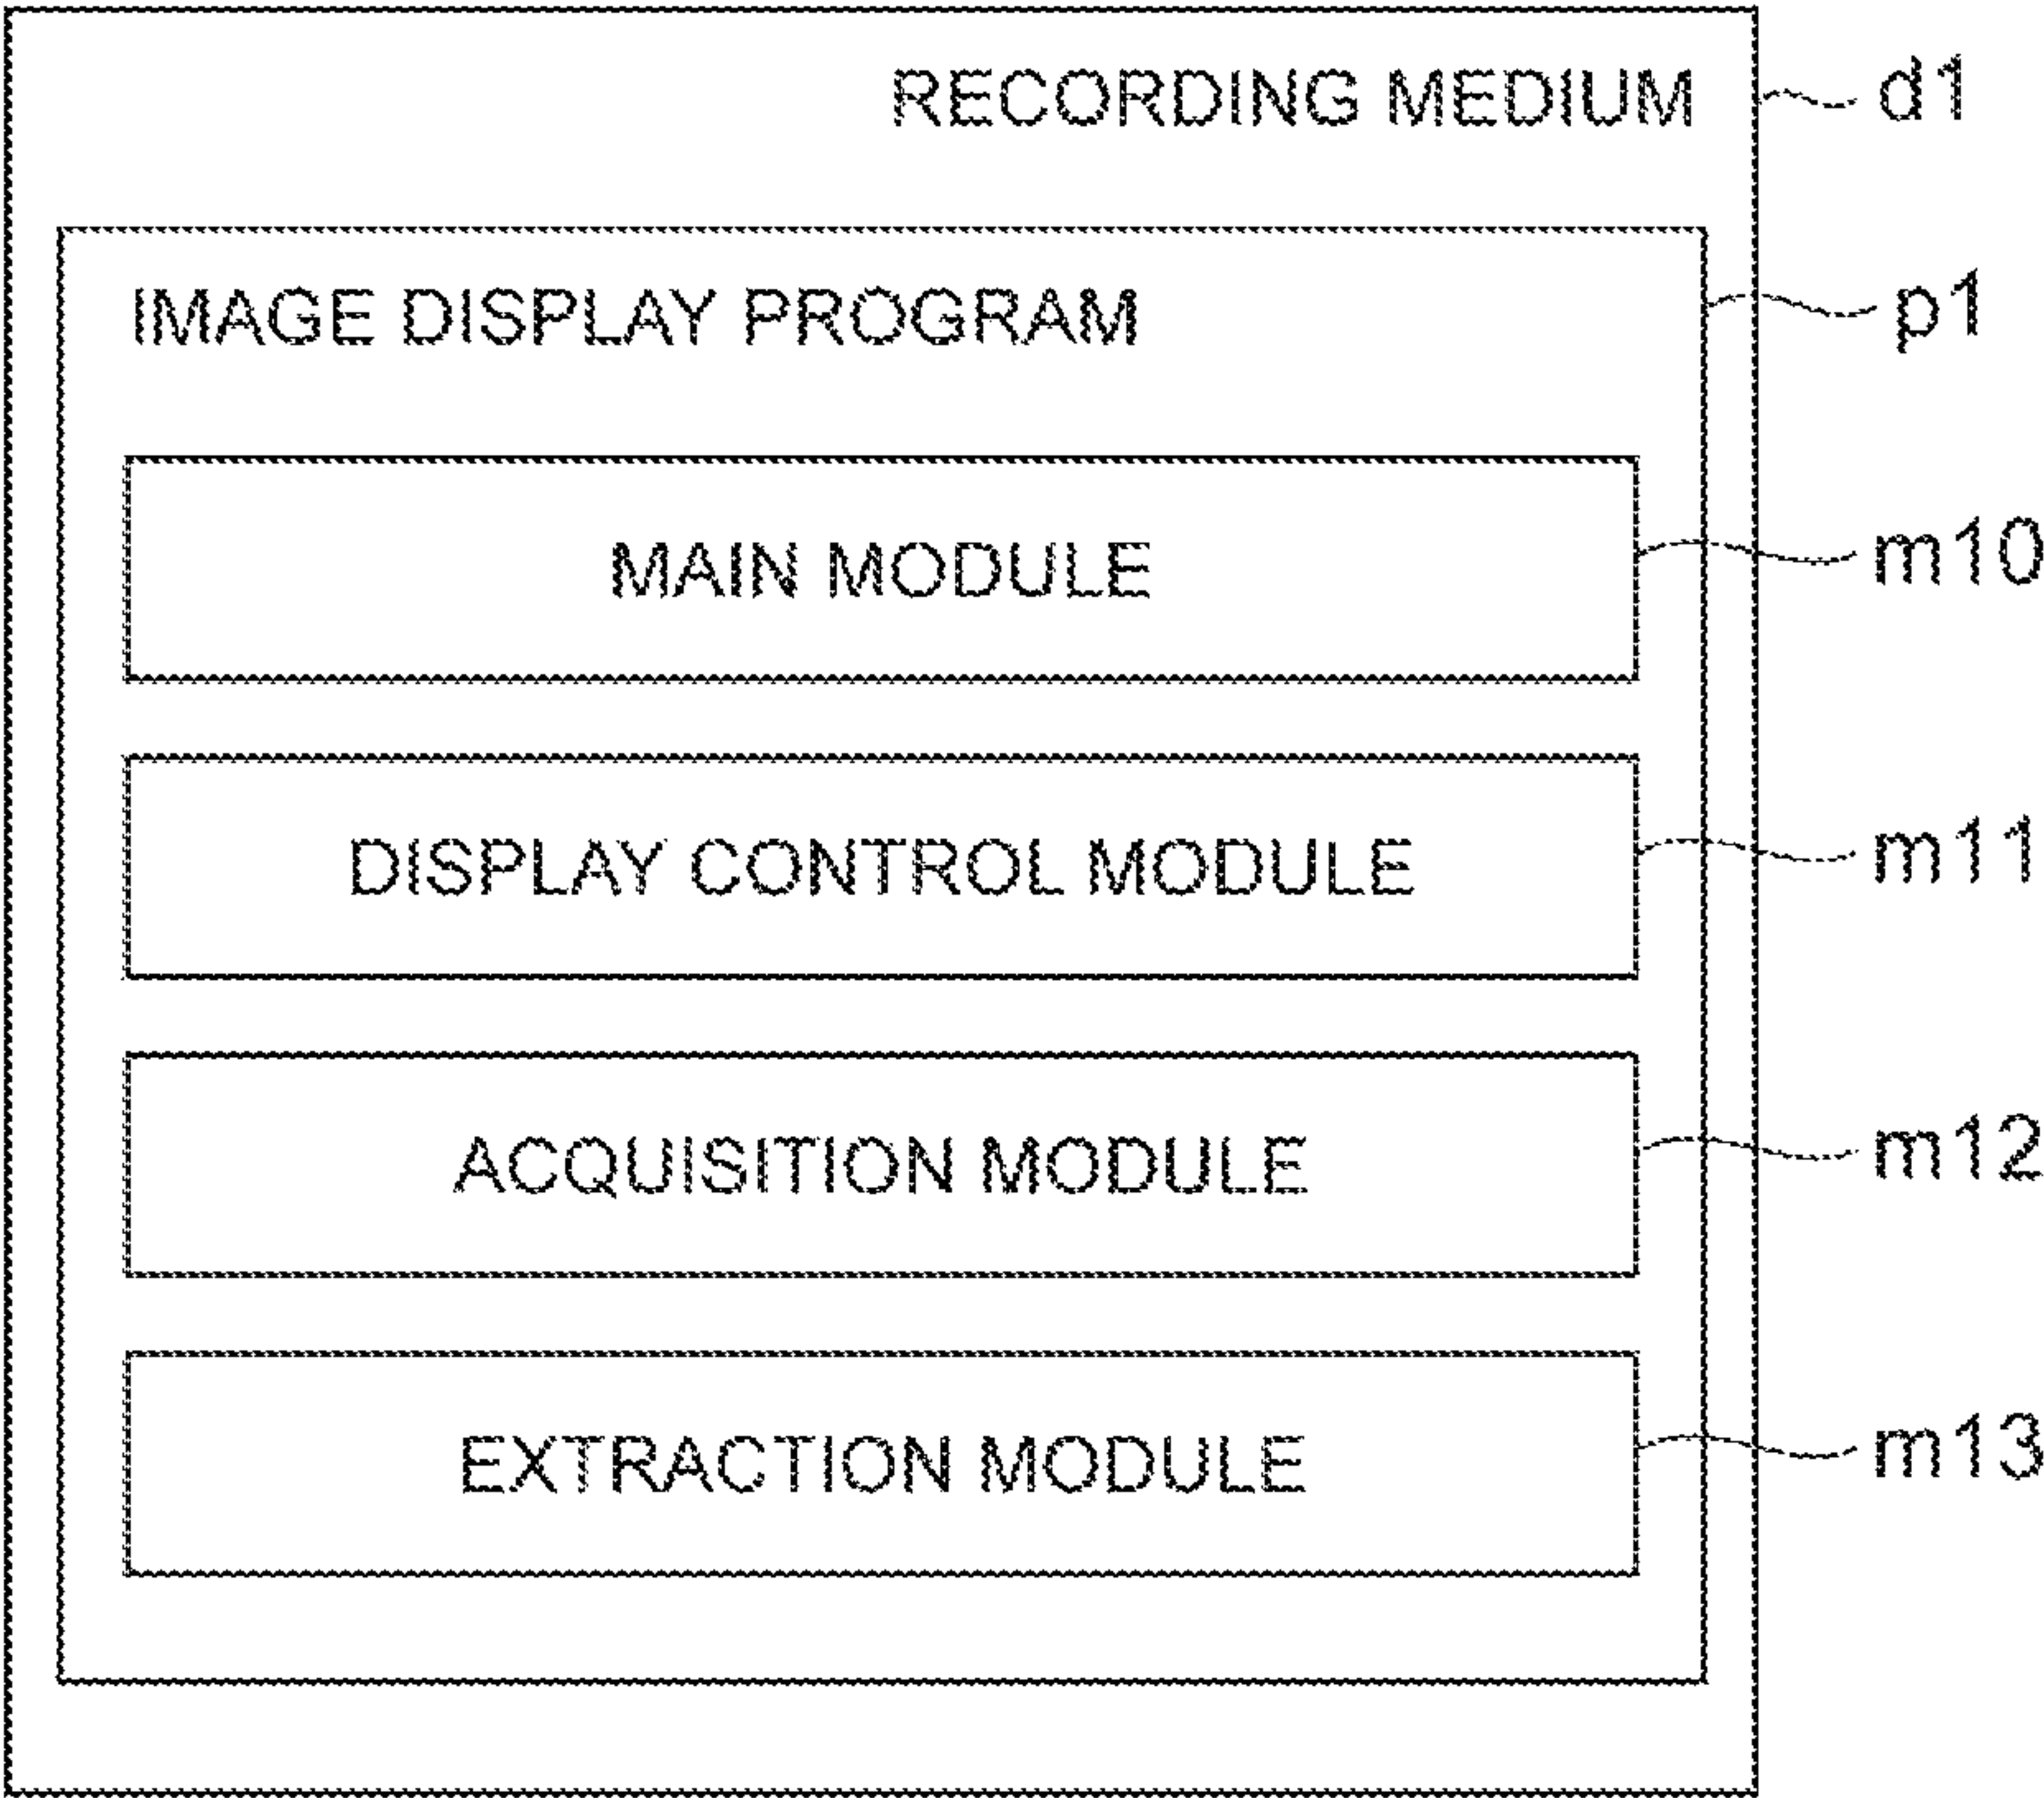 RECORDING MEDIUM d1
IMAGE DISPLAY PROGRAM p1
MAIN MODULE m10
DISPLAY CONTROL MODULE m11
ACQUISITION MODULE m12
EXTRACTION MODULE m13